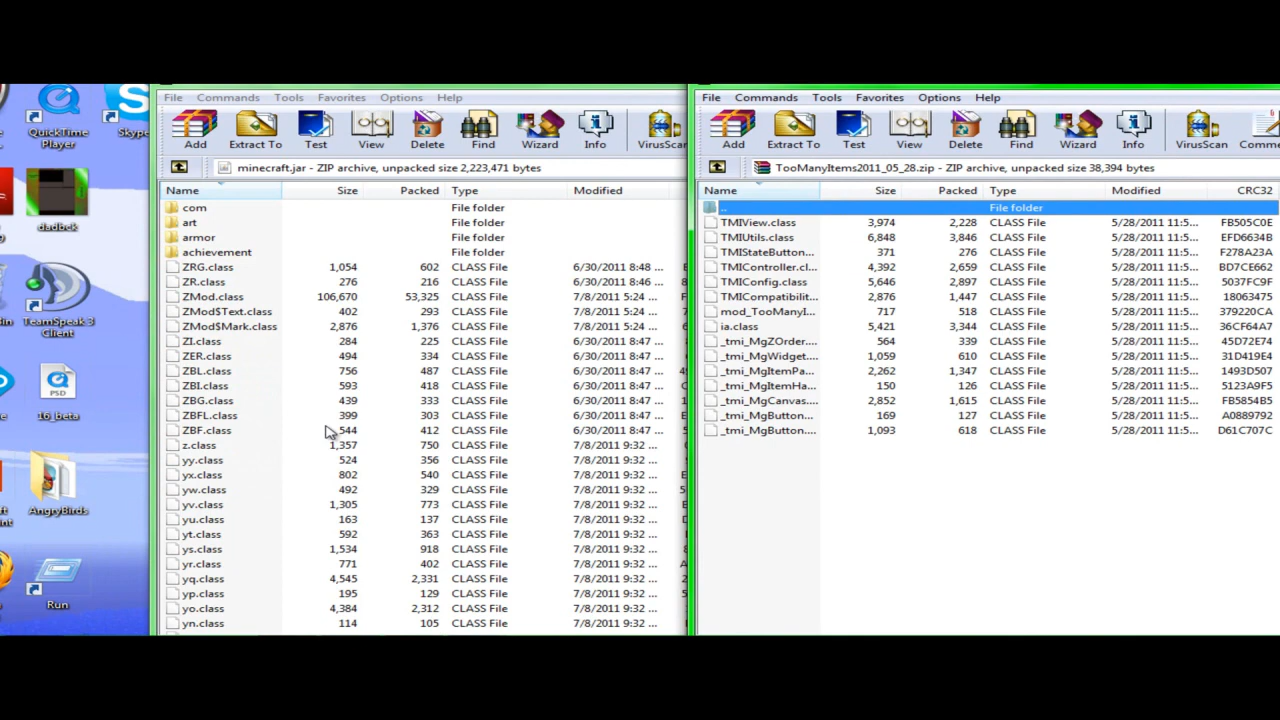 QuickTime
Player
Skype
dadbek
TeamSpeak 3
Client
PSD
16_beta
AngryBirds
Run
File Commands Tools Favorites Options Help
Add Extract To Test View Delete Find Wizard Info VirusScan
minecraft.jar - ZIP archive, unpacked size 2,223,471 bytes
Name Size Packed Type Modified
com File folder
art File folder
armor File folder
achievement File folder
ZRG.class 1,054 602 CLASS File 6/30/2011 8:48 ...
ZR.class 276 216 CLASS File 6/30/2011 8:46 ...
ZMod.class 106,670 53,325 CLASS File 7/8/2011 5:24 ...
ZMod$Text.class 402 293 CLASS File 7/8/2011 5:24 ...
ZMod$Mark.class 2,876 1,376 CLASS File 7/8/2011 5:24 ...
ZI.class 284 225 CLASS File 6/30/2011 8:47 ...
ZER.class 494 334 CLASS File 6/30/2011 8:47 ...
ZBL.class 756 487 CLASS File 6/30/2011 8:47 ...
ZBI.class 593 418 CLASS File 6/30/2011 8:47 ...
ZBG.class 439 333 CLASS File 6/30/2011 8:47 ...
ZBFL.class 399 303 CLASS File 6/30/2011 8:47 ...
ZBF.class 544 412 CLASS File 6/30/2011 8:47 ...
z.class 1,357 750 CLASS File 7/8/2011 9:32 ...
yy.class 524 356 CLASS File 7/8/2011 9:32 ...
yx.class 802 540 CLASS File 7/8/2011 9:32 ...
yw.class 492 329 CLASS File 7/8/2011 9:32 ...
yv.class 1,305 773 CLASS File 7/8/2011 9:32 ...
yu.class 163 137 CLASS File 7/8/2011 9:32 ...
yt.class 592 363 CLASS File 7/8/2011 9:32 ...
ys.class 1,534 918 CLASS File 7/8/2011 9:32 ...
yr.class 771 402 CLASS File 7/8/2011 9:32 ...
yq.class 4,545 2,331 CLASS File 7/8/2011 9:32 ...
yp.class 195 129 CLASS File 7/8/2011 9:32 ...
yo.class 4,384 2,312 CLASS File 7/8/2011 9:32 ...
yn.class 114 105 CLASS File 7/8/2011 9:32 ...
File Commands Tools Favorites Options Help
Add Extract To Test View Delete Find Wizard Info VirusScan Comme
TooManyItems2011_05_28.zip - ZIP archive, unpacked size 38,394 bytes
Name Size Packed Type Modified CRC32
.. File folder
TMIView.class 3,974 2,228 CLASS File 5/28/2011 11:5... FB505C0E
TMIUtils.class 6,848 3,846 CLASS File 5/28/2011 11:5... EFD6634B
TMIStateButton... 371 276 CLASS File 5/28/2011 11:5... F278A23A
TMIController.cl... 4,392 2,659 CLASS File 5/28/2011 11:5... BD7CE662
TMIConfig.class 5,646 2,897 CLASS File 5/28/2011 11:5... 5037FC9F
TMICompatibilit... 2,876 1,447 CLASS File 5/28/2011 11:5... 18063475
mod_TooManyI... 717 518 CLASS File 5/28/2011 11:5... 379220CA
ia.class 5,421 3,344 CLASS File 5/28/2011 11:5... 36CF64A7
_tmi_MgZOrder.... 564 339 CLASS File 5/28/2011 11:5... 45D72E74
_tmi_MgWidget.... 1,059 610 CLASS File 5/28/2011 11:5... 31D419E4
_tmi_MgItemPa... 2,262 1,347 CLASS File 5/28/2011 11:5... 1493D507
_tmi_MgItemHa... 150 126 CLASS File 5/28/2011 11:5... 5123A9F5
_tmi_MgCanvas.... 2,852 1,615 CLASS File 5/28/2011 11:5... FB5854B5
_tmi_MgButton.... 169 127 CLASS File 5/28/2011 11:5... A0889792
_tmi_MgButton.... 1,093 618 CLASS File 5/28/2011 11:5... D61C707C